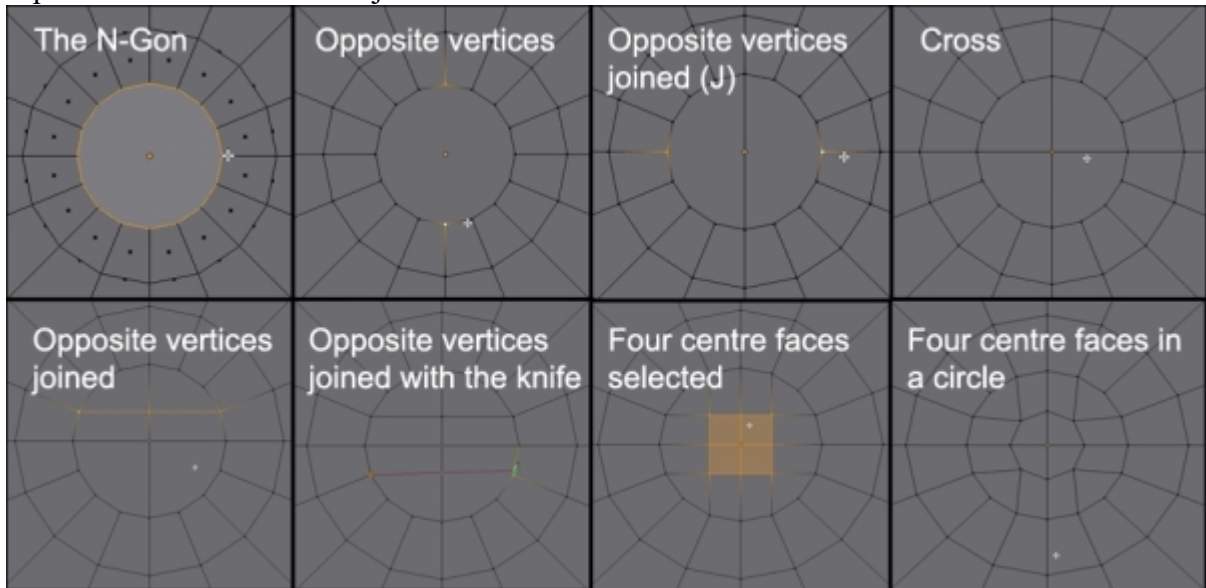 The N-Gon
Opposite vertices
Opposite vertices
joined (J)
Cross
Opposite vertices
joined
Opposite vertices
joined with the knife
Four centre faces
selected
Four centre faces in
a circle